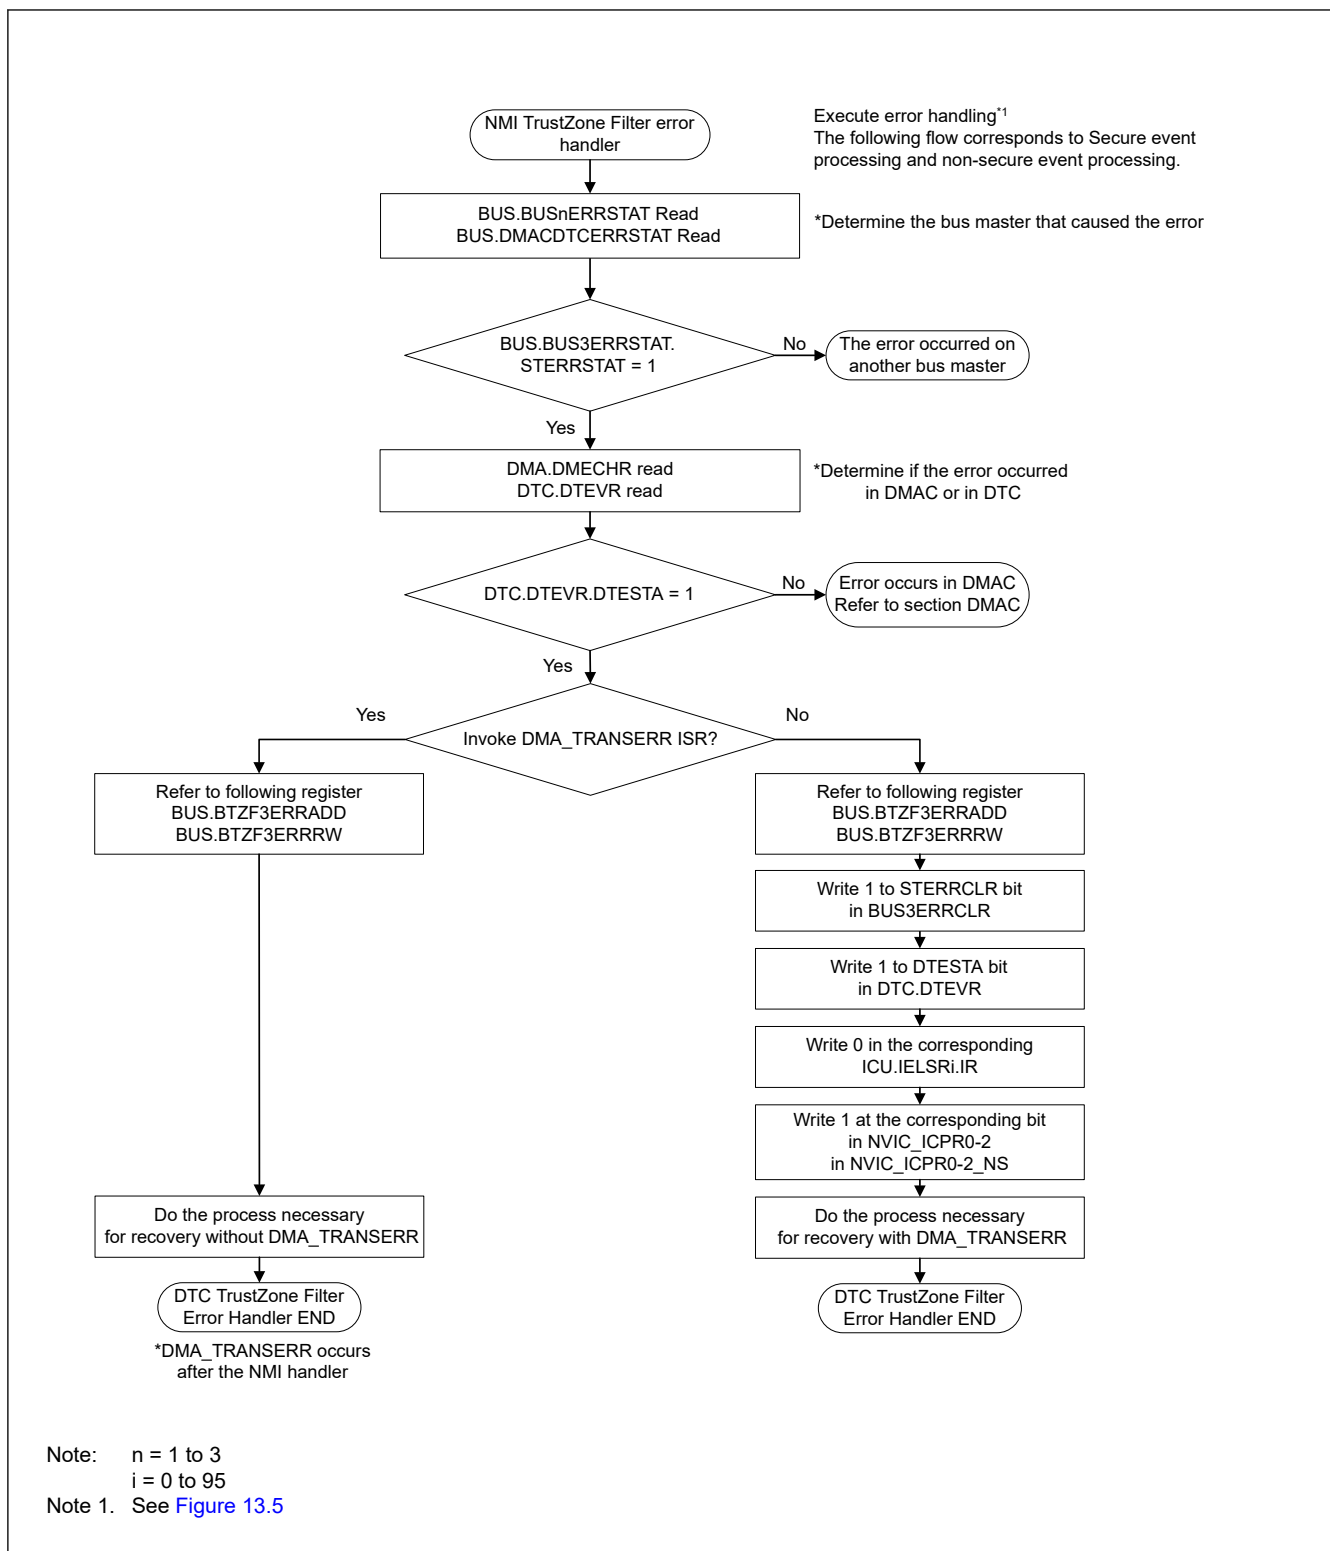 NMI TrustZone Filter error
handler
Execute error handling*1
The following flow corresponds to Secure event
processing and non-secure event processing.
BUS.BUSnERRSTAT Read
BUS.DMACDTCERRSTAT Read
*Determine the bus master that caused the error
BUS.BUS3ERRSTAT.
STERRSTAT = 1
No
The error occurred on
another bus master
Yes
DMA.DMECHR read
DTC.DTEVR read
*Determine if the error occurred
in DMAC or in DTC
DTC.DTEVR.DTESTA = 1
No
Error occurs in DMAC
Refer to section DMAC
Yes
Invoke DMA_TRANSERR ISR?
Yes
No
Refer to following register
BUS.BTZF3ERRADD
BUS.BTZF3ERRRW
Refer to following register
BUS.BTZF3ERRADD
BUS.BTZF3ERRRW
Write 1 to STERRCLR bit
in BUS3ERRCLR
Write 1 to DTESTA bit
in DTC.DTEVR
Write 0 in the corresponding
ICU.IELSRi.IR
Write 1 at the corresponding bit
in NVIC_ICPR0-2
in NVIC_ICPR0-2_NS
Do the process necessary
for recovery without DMA_TRANSERR
Do the process necessary
for recovery with DMA_TRANSERR
DTC TrustZone Filter
Error Handler END
DTC TrustZone Filter
Error Handler END
*DMA_TRANSERR occurs
after the NMI handler
Note: n = 1 to 3
i = 0 to 95
Note 1. See Figure 13.5